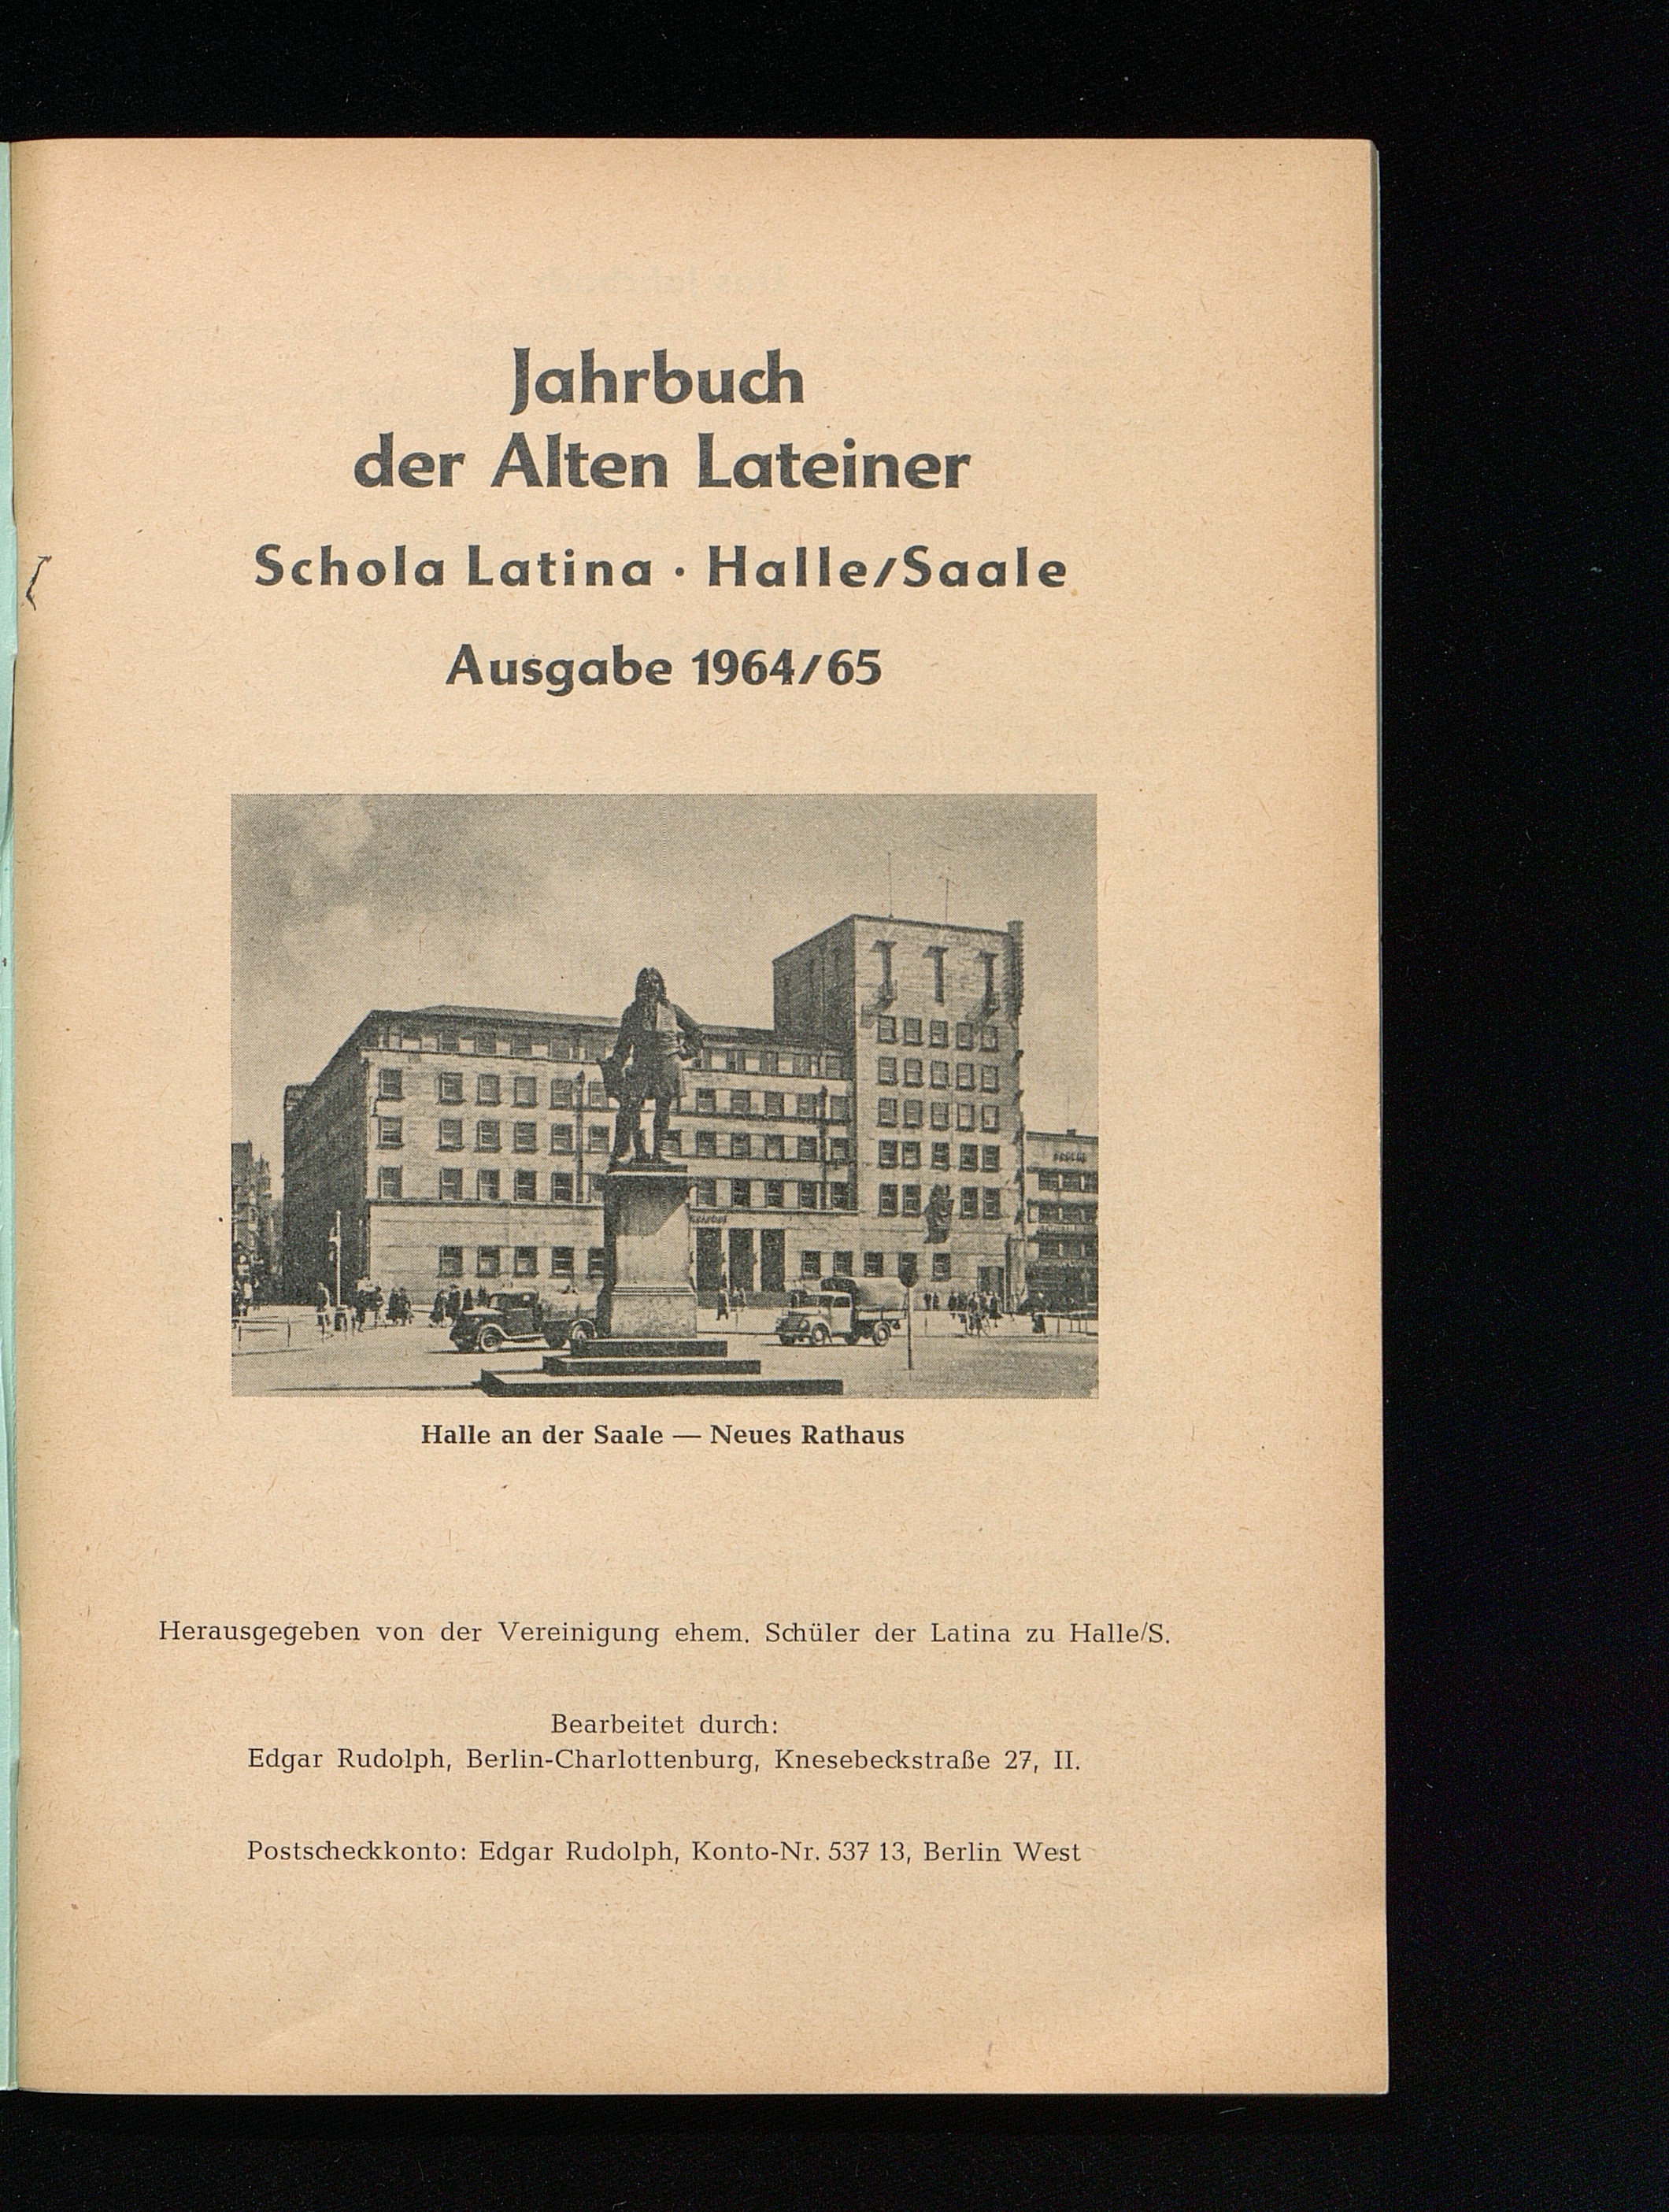 Jahrbuch
der Alten Lateiner
Schola Latina · Halle/Saale
Ausgabe 1964/65
Halle an der Saale — Neues Rathaus
Herausgegeben von der Vereinigung ehem. Schüler der Latina zu Halle/S.
Bearbeitet durch:
Edgar Rudolph, Berlin-Charlottenburg, Knesebeckstraße 27, II.
Postscheckkonto: Edgar Rudolph, Konto-Nr. 537 13, Berlin West